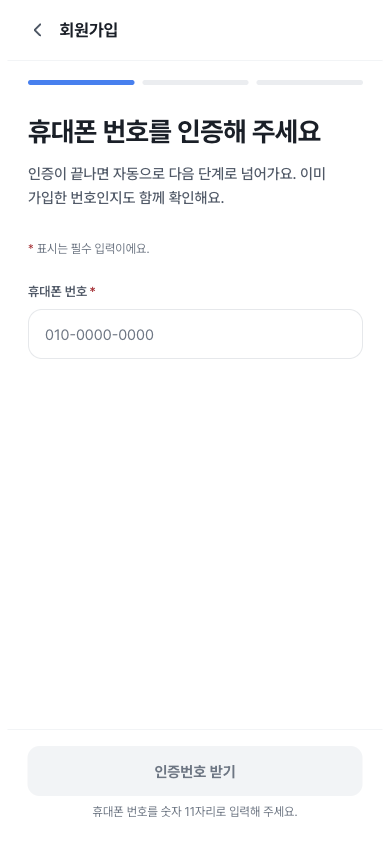 회원가입
휴대폰 번호를 인증해 주세요
인증이 끝나면 자동으로 다음 단계로 넘어가요. 이미
가입한 번호인지도 함께 확인해요.
* 표시는 필수 입력이에요.
휴대폰 번호 *
010-0000-0000
인증번호 받기
휴대폰 번호를 숫자 11자리로 입력해 주세요.